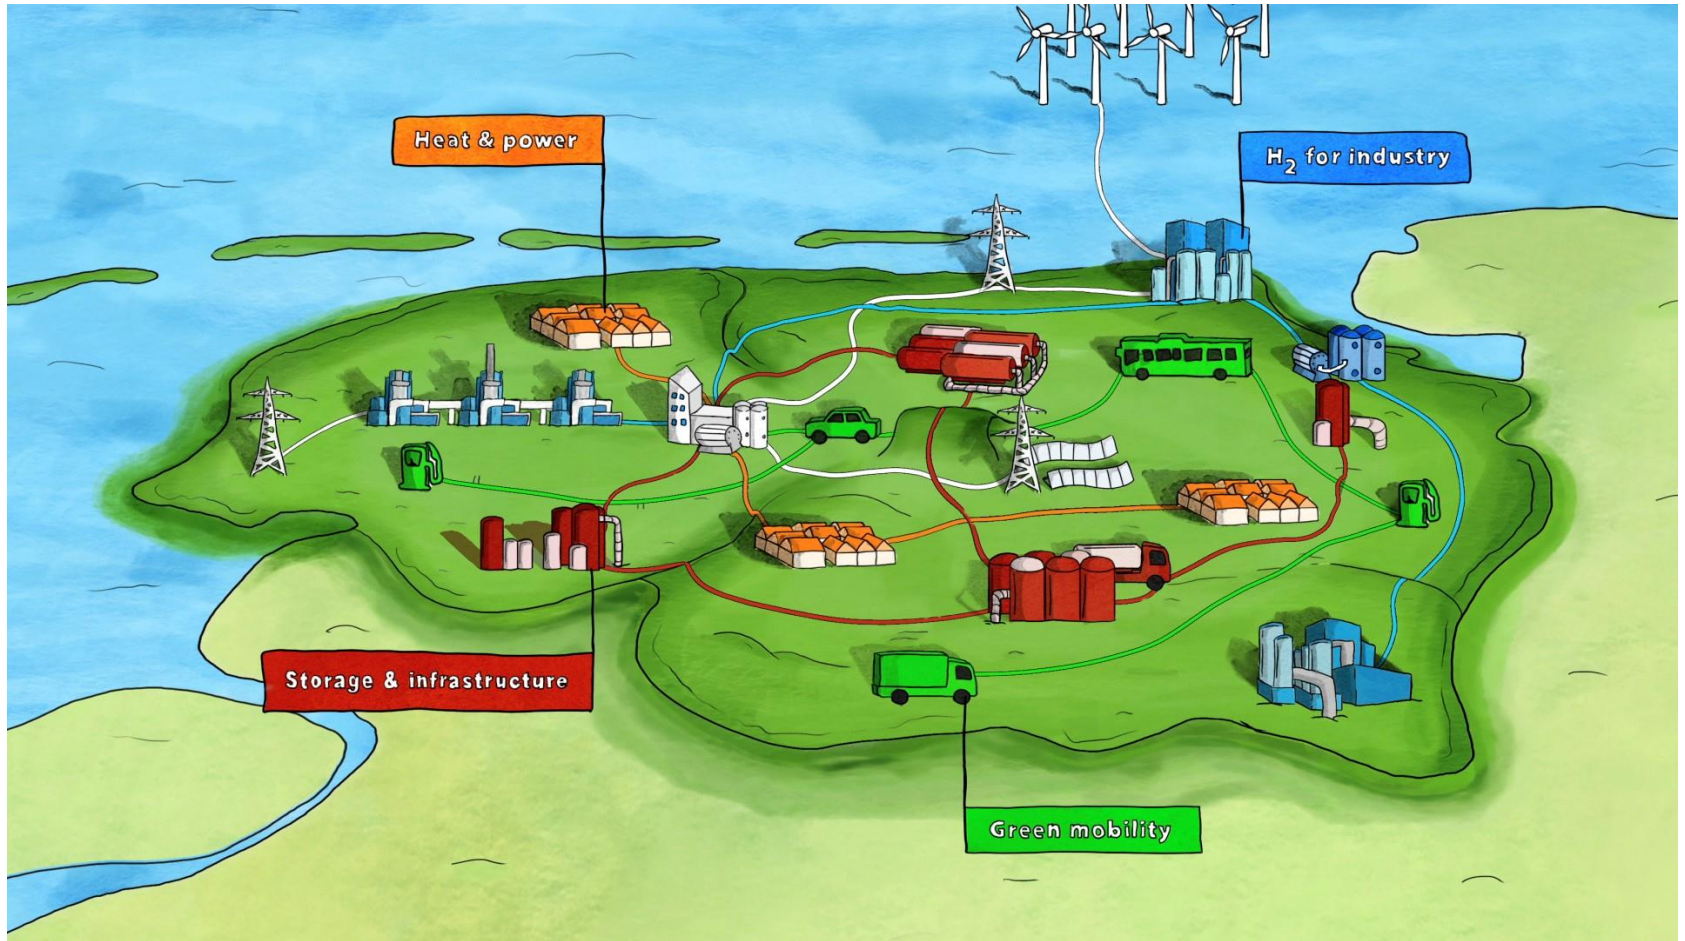 Heat & power
H₂ for industry
Storage & infrastructure
Green mobility